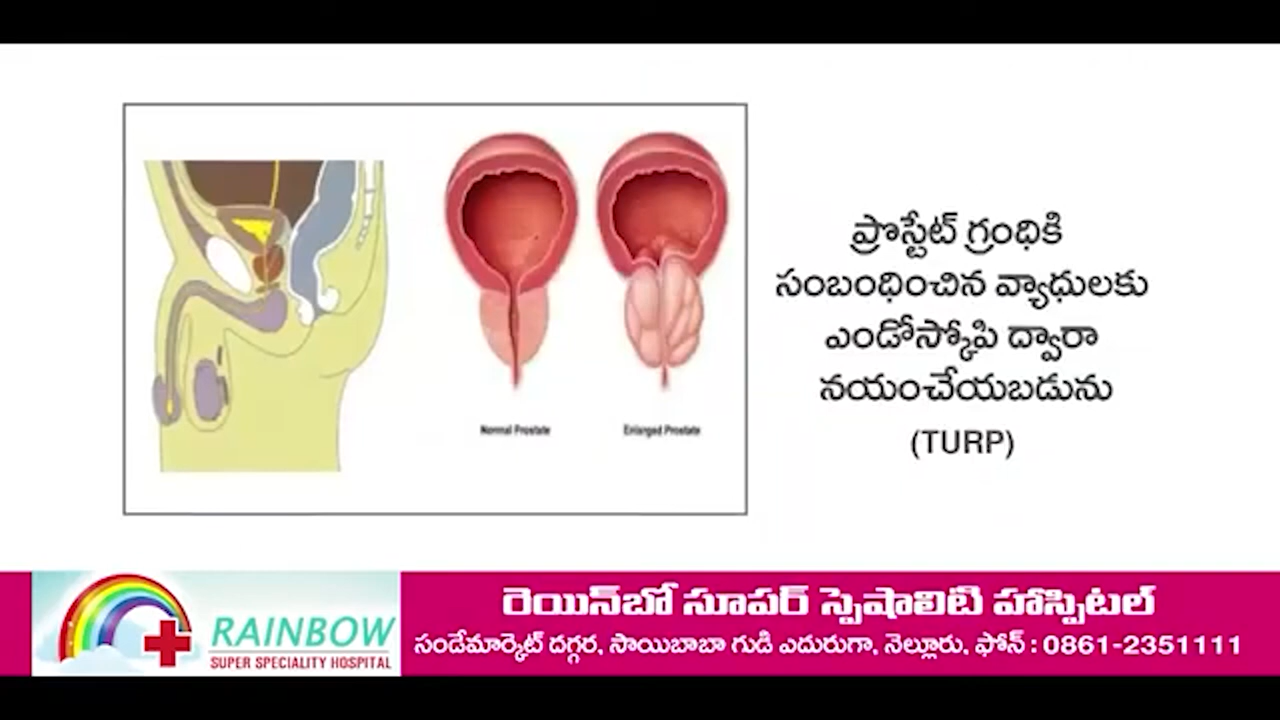 ప్రొస్టేట్ గ్రంధికి
సంబంధించిన వ్యాధులకు
ఎండోస్కోపి ద్వారా
నయంచేయబడును
(TURP)
Normal Prostate
Enlarged Prostate
RAINBOW
SUPER SPECIALITY HOSPITAL
రెయిన్‌బో సూపర్ స్పెషాలిటి హాస్పిటల్
సండేమార్కెట్ దగ్గర, సాయిబాబా గుడి ఎదురుగా, నెల్లూరు, ఫోన్ : 0861-2351111